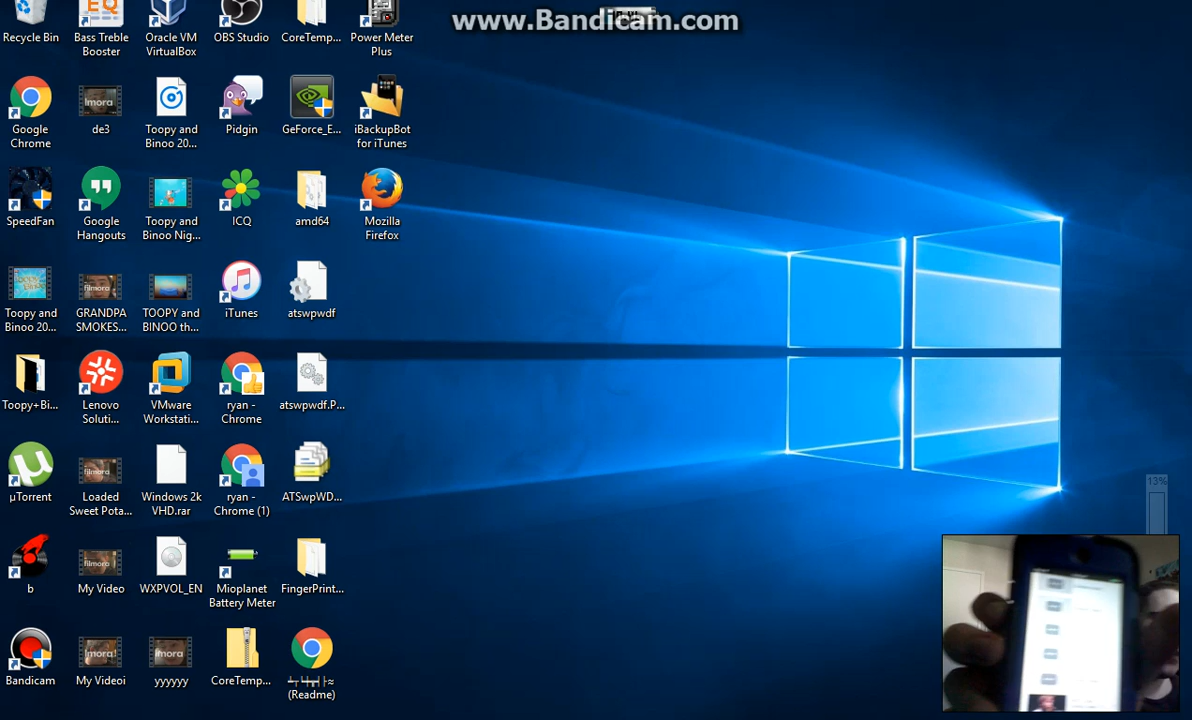 www.Bandicam.com
Recycle Bin
Bass Treble
Booster
Oracle VM
VirtualBox
OBS Studio
CoreTemp...
Power Meter
Plus
Google
Chrome
de3
Toopy and
Binoo 20...
Pidgin
GeForce_E...
iBackupBot
for iTunes
SpeedFan
Google
Hangouts
Toopy and
Binoo Nig...
ICQ
amd64
Mozilla
Firefox
Toopy and
Binoo 20...
filmora
GRANDPA
SMOKES...
TOOPY and
BINOO th...
iTunes
atswpwdf
Toopy+Bi...
Lenovo
Soluti...
VMware
Workstati...
ryan -
Chrome
atswpwdf.P...
µTorrent
filmora
Loaded
Sweet Pota...
Windows 2k
VHD.rar
ryan -
Chrome (1)
ATSwpWD...
b
filmora
My Video
WXPVOL_EN
Mioplanet
Battery Meter
FingerPrint...
Bandicam
My Videoi
yyyyyy
CoreTemp...
(Readme)
13%